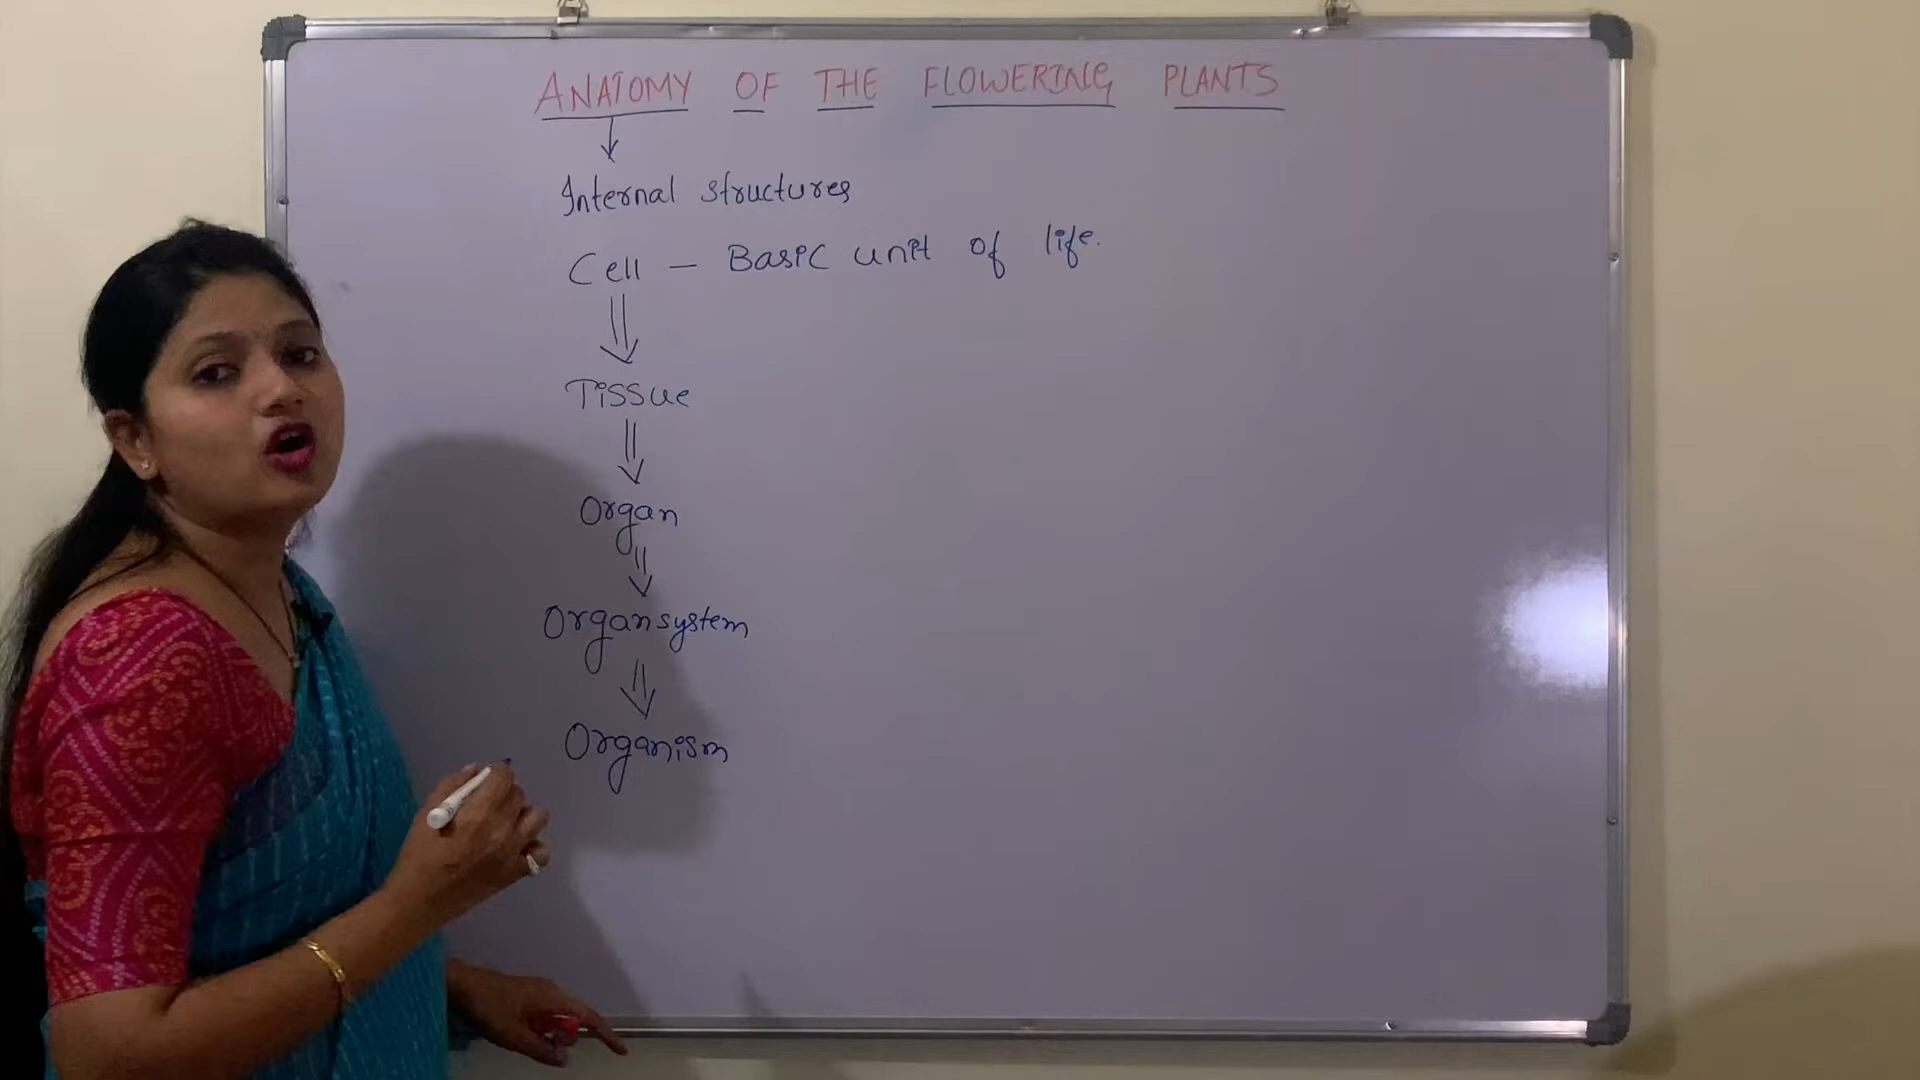 ANATOMY OF THE FLOWERING PLANTS
Internal structures
Cell – Basic unit of life.
Tissue
Organ
Organsystem
Organism